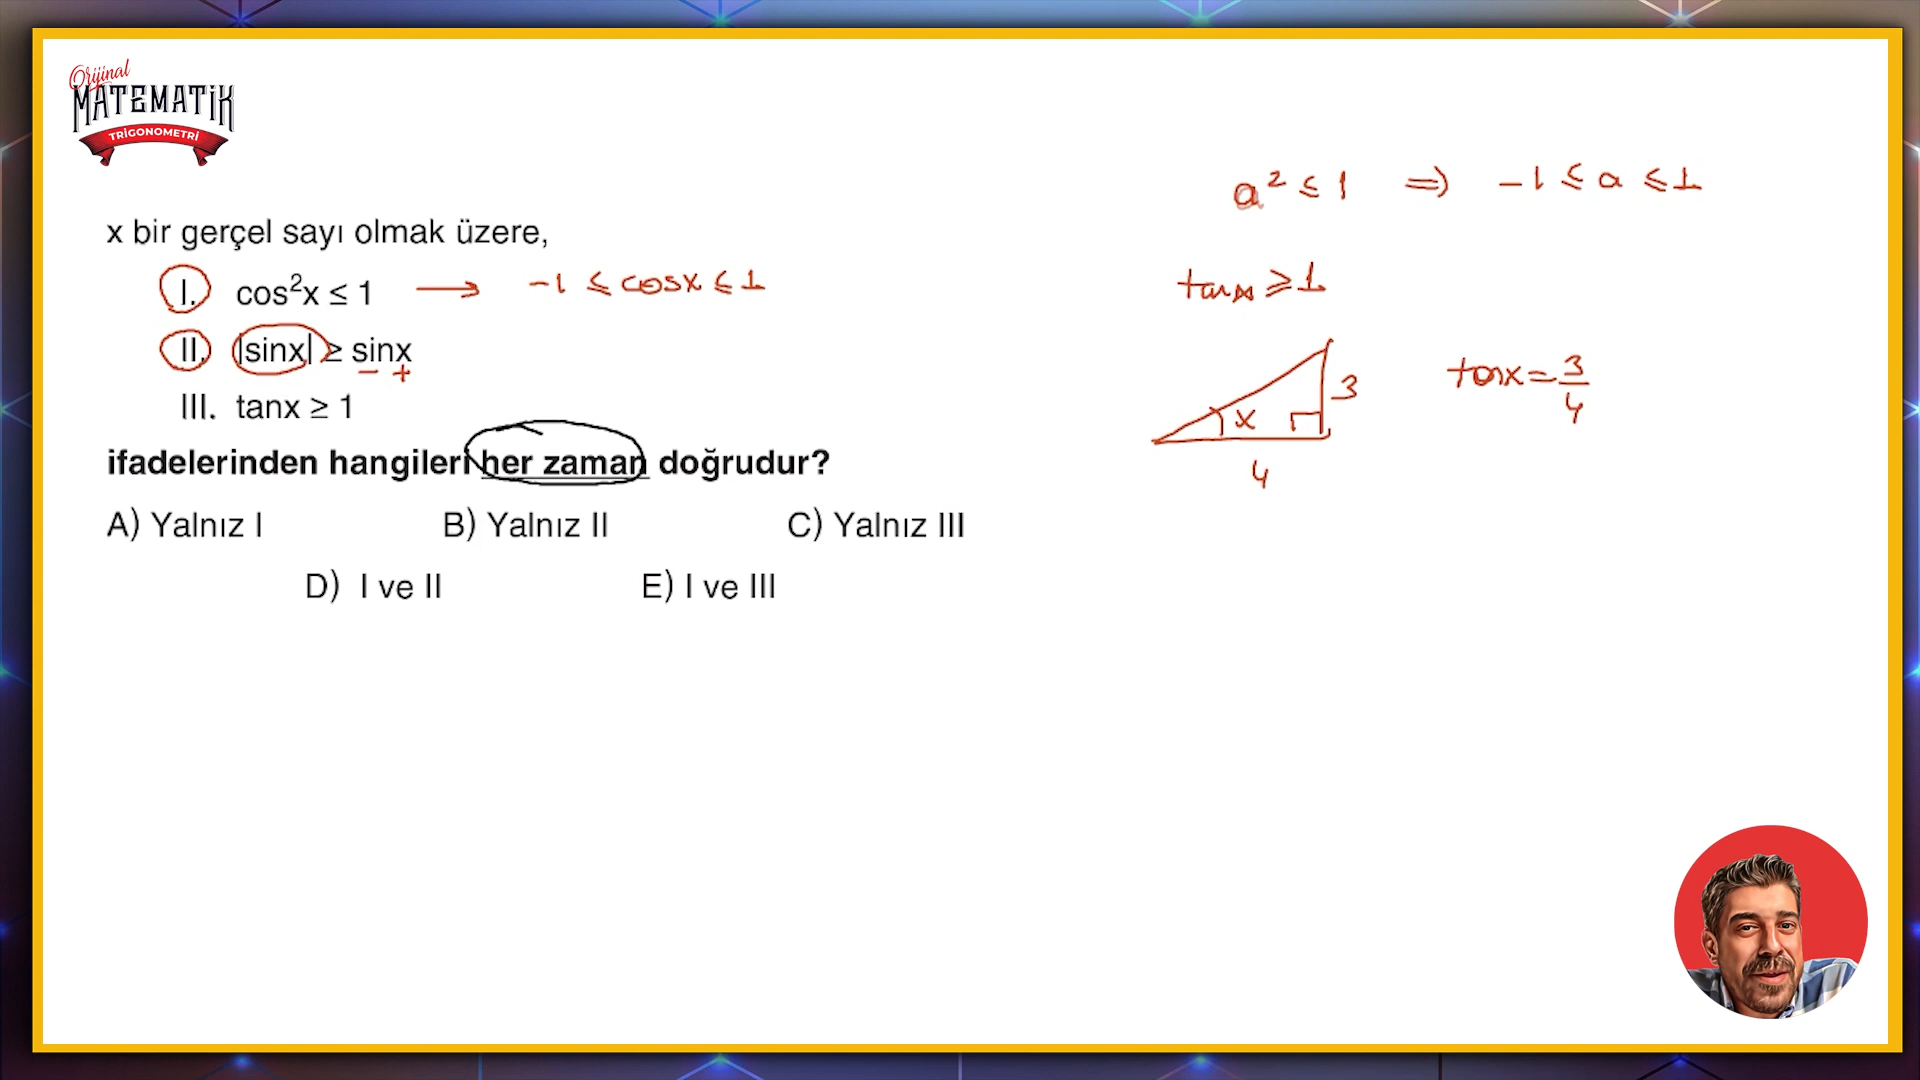 Orijinal
MATEMATİK
TRİGONOMETRİ
x bir gerçel sayı olmak üzere,
I. cos²x ≤ 1 → -1 ≤ cosx ≤ 1
II. |sinx| ≥ sinx
- +
III. tanx ≥ 1
ifadelerinden hangileri her zaman doğrudur?
A) Yalnız I B) Yalnız II C) Yalnız III
D) I ve II E) I ve III
a² ≤ 1 ⇒ -1 ≤ a ≤ 1
tanx ≥ 1
x 3
4
tanx = 3/4